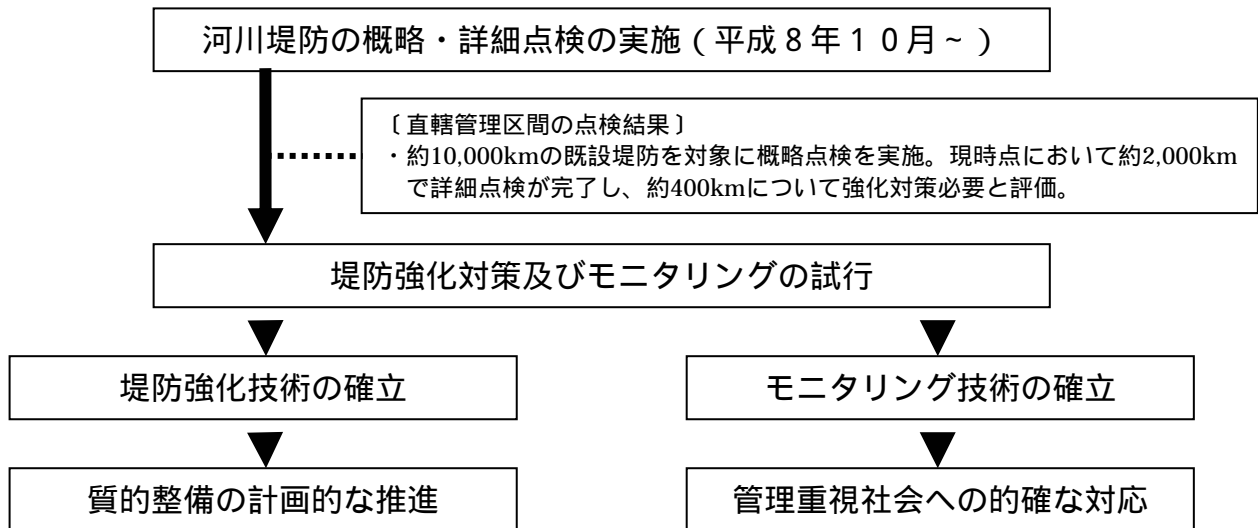 河川堤防の概略・詳細点検の実施(平成８年１０月～)
〔直轄管理区間の点検結果〕
・約10,000kmの既設堤防を対象に概略点検を実施。現時点において約2,000km
で詳細点検が完了し、約400kmについて強化対策必要と評価。
堤防強化対策及びモニタリングの試行
堤防強化技術の確立
モニタリング技術の確立
質的整備の計画的な推進
管理重視社会への的確な対応